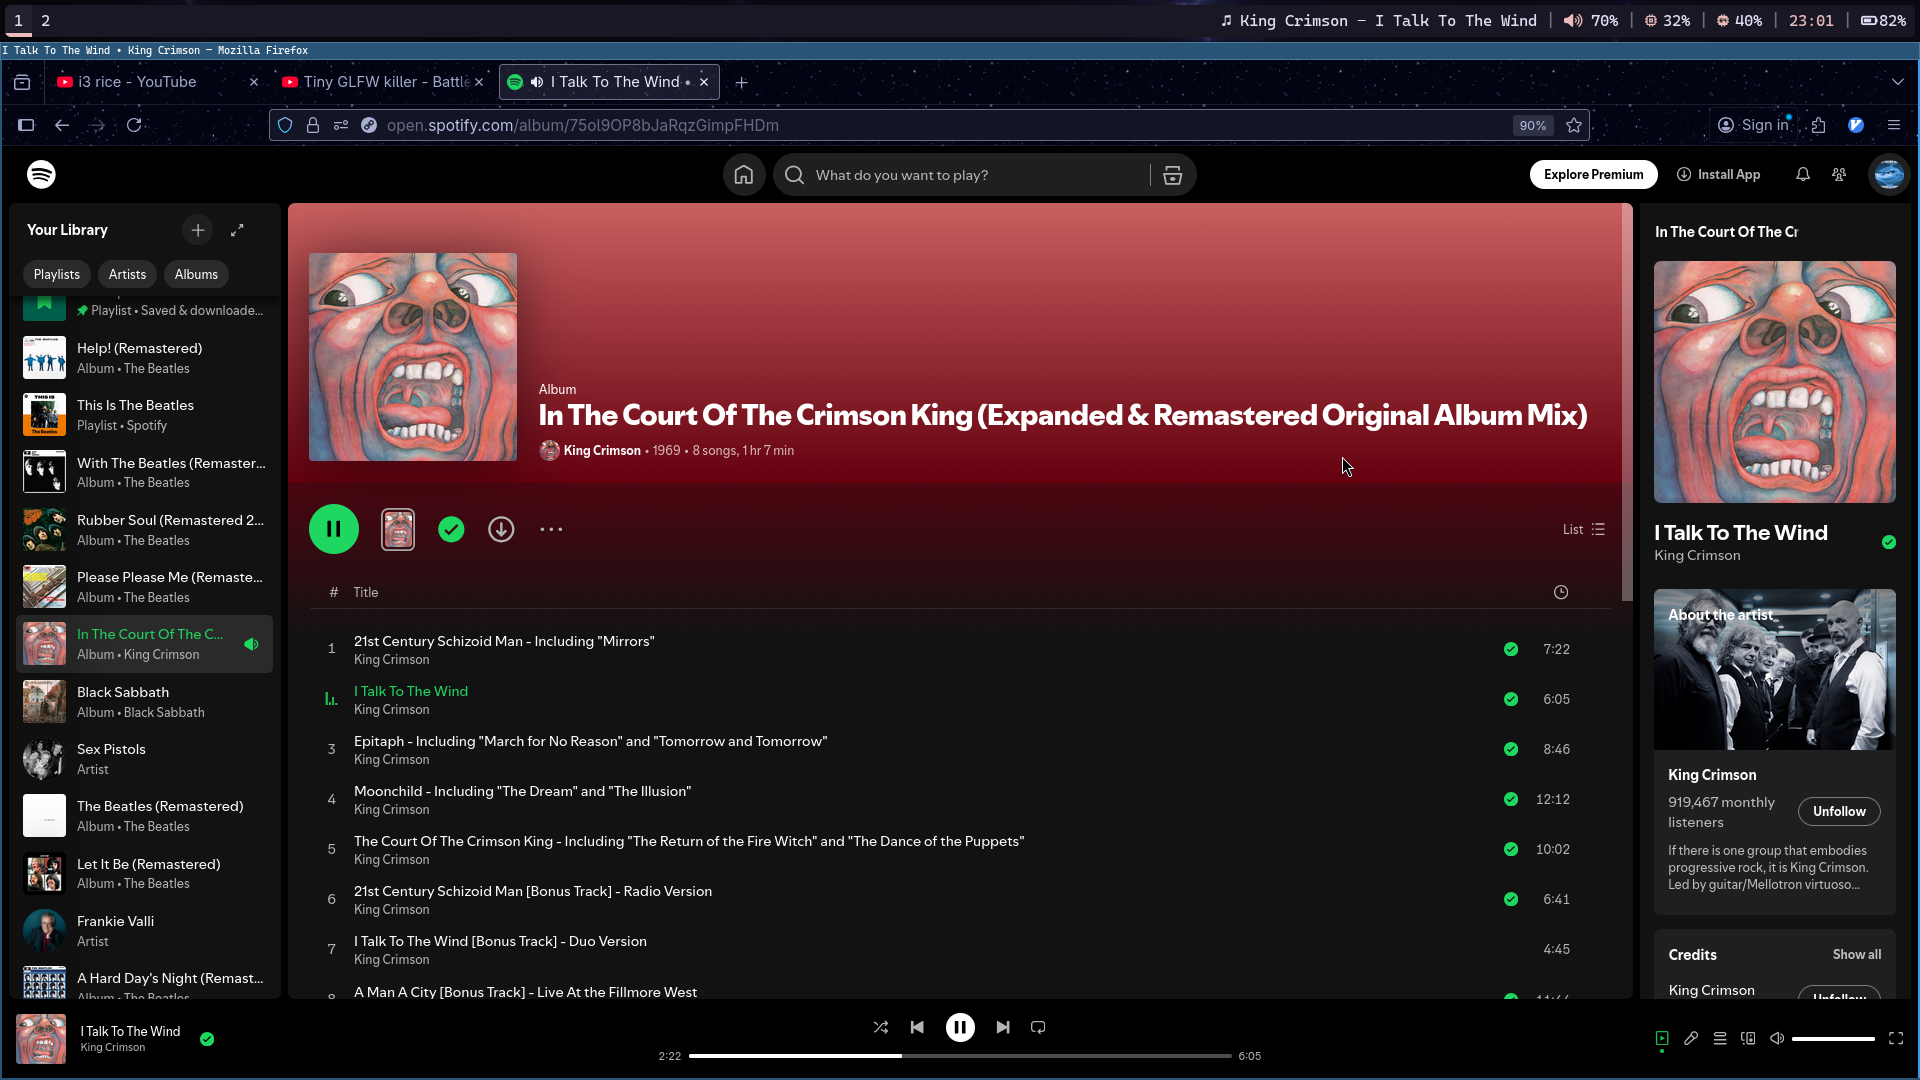 1 2
King Crimson – I Talk To The Wind | 70% | 32% | 40% | 23:01 | 82%
I Talk To The Wind • King Crimson — Mozilla Firefox
i3 rice - YouTube
Tiny GLFW killer - Battl
I Talk To The Wind •
open.spotify.com/album/75ol9OP8bJaRqzGimpFHDm
90%
Sign in
What do you want to play?
Explore Premium
Install App
Your Library
Playlists Artists Albums
Playlist • Saved & downloade...
Help! (Remastered)
Album • The Beatles
This Is The Beatles
Playlist • Spotify
With The Beatles (Remaster...
Album • The Beatles
Rubber Soul (Remastered 2...
Album • The Beatles
Please Please Me (Remaste...
Album • The Beatles
In The Court Of The C...
Album • King Crimson
Black Sabbath
Album • Black Sabbath
Sex Pistols
Artist
The Beatles (Remastered)
Album • The Beatles
Let It Be (Remastered)
Album • The Beatles
Frankie Valli
Artist
A Hard Day's Night (Remast...
Album • The Beatles
Album
In The Court Of The Crimson King (Expanded & Remastered Original Album Mix)
King Crimson • 1969 • 8 songs, 1 hr 7 min
List
# Title
1 21st Century Schizoid Man - Including "Mirrors" 7:22
King Crimson
I Talk To The Wind 6:05
King Crimson
3 Epitaph - Including "March for No Reason" and "Tomorrow and Tomorrow" 8:46
King Crimson
4 Moonchild - Including "The Dream" and "The Illusion" 12:12
King Crimson
5 The Court Of The Crimson King - Including "The Return of the Fire Witch" and "The Dance of the Puppets" 10:02
King Crimson
6 21st Century Schizoid Man [Bonus Track] - Radio Version 6:41
King Crimson
7 I Talk To The Wind [Bonus Track] - Duo Version 4:45
King Crimson
A Man A City [Bonus Track] - Live At the Fillmore West
In The Court Of The Cr
I Talk To The Wind
King Crimson
About the artist
King Crimson
919,467 monthly
listeners
Unfollow
If there is one group that embodies
progressive rock, it is King Crimson.
Led by guitar/Mellotron virtuoso...
Credits Show all
King Crimson
Unfollow
I Talk To The Wind
King Crimson
2:22 6:05